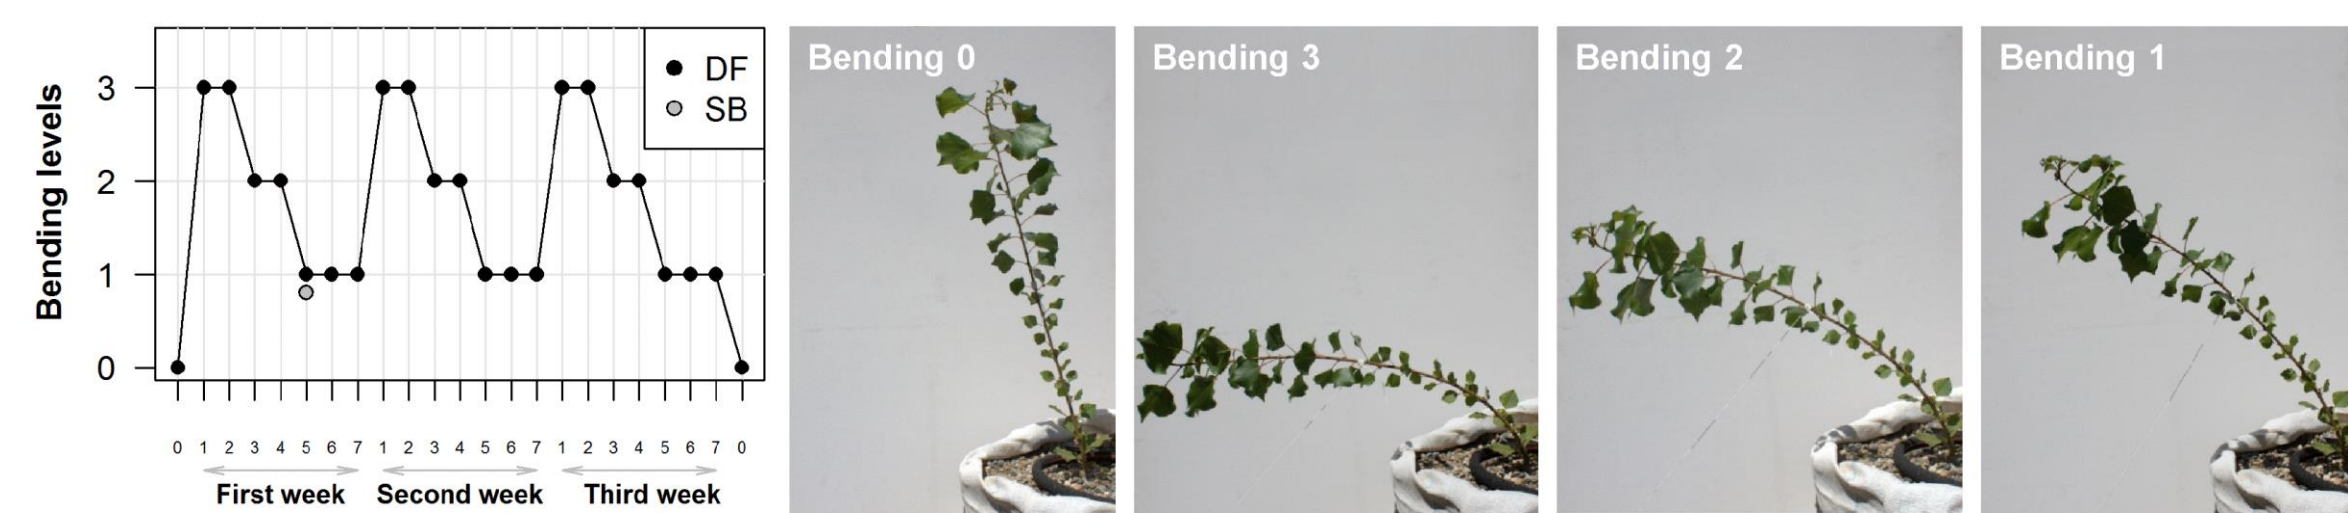 Bending levels
3
2
1
0
DF
SB
0 1 2 3 4 5 6 7 1 2 3 4 5 6 7 1 2 3 4 5 6 7 0
First week Second week Third week
Bending 0
Bending 3
Bending 2
Bending 1